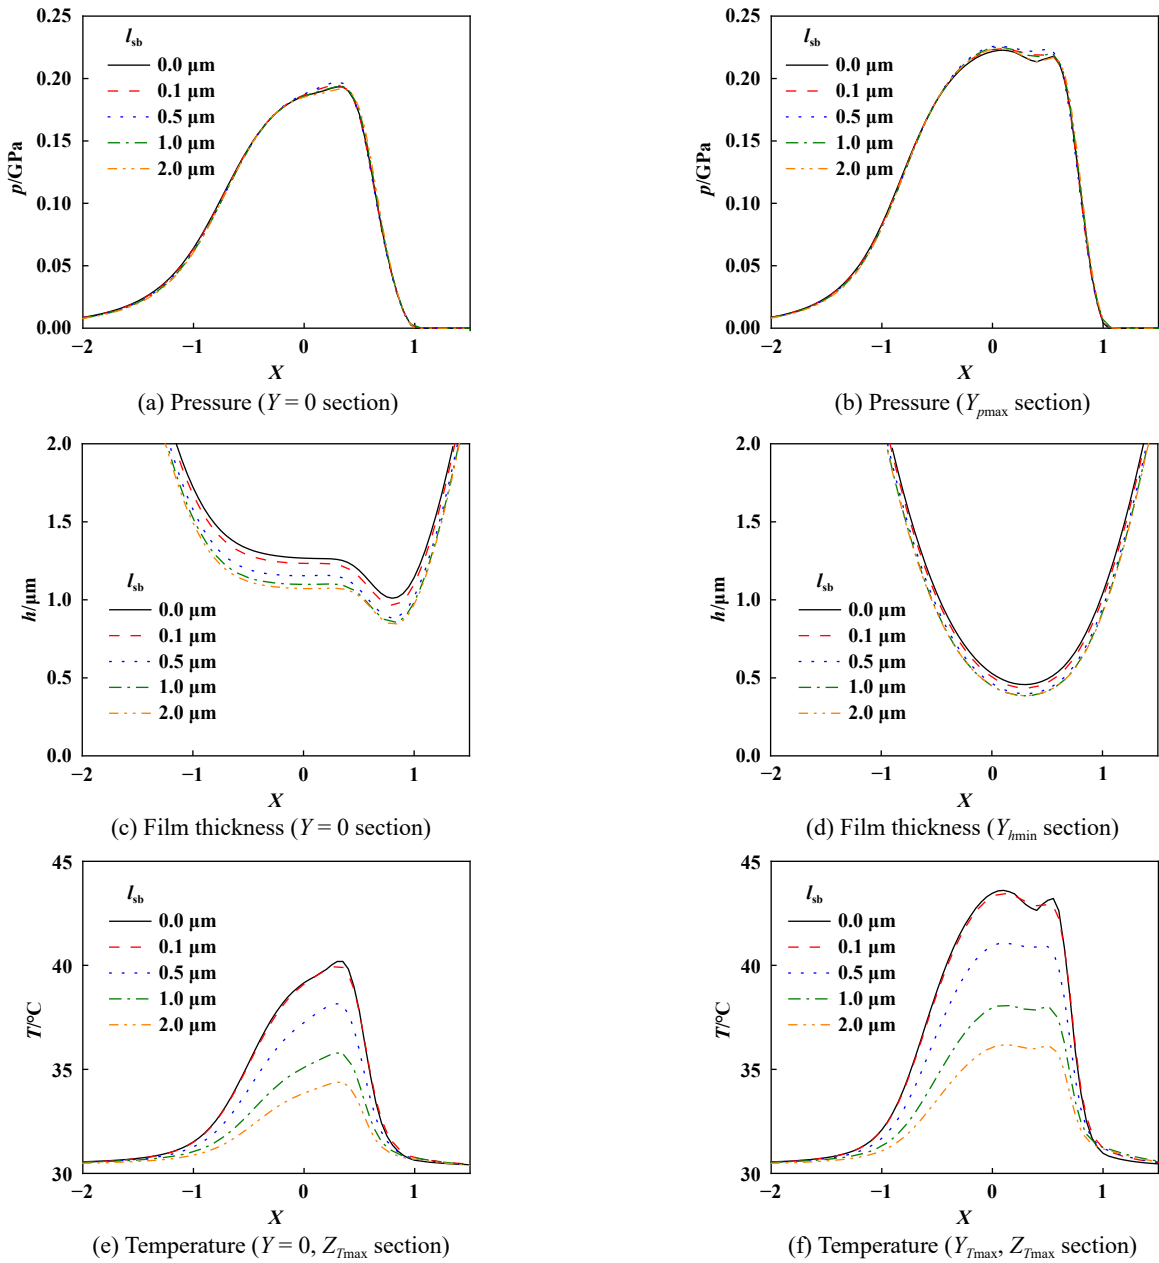 0.25
0.20
0.15
0.10
0.05
0.00
p/GPa
l_sb
0.0 μm
0.1 μm
0.5 μm
1.0 μm
2.0 μm
−2 −1 0 1
X
(a) Pressure (Y = 0 section)
0.25
0.20
0.15
0.10
0.05
0.00
p/GPa
l_sb
0.0 μm
0.1 μm
0.5 μm
1.0 μm
2.0 μm
−2 −1 0 1
X
(b) Pressure (Y_pmax section)
2.0
1.5
1.0
0.5
0.0
h/μm
l_sb
0.0 μm
0.1 μm
0.5 μm
1.0 μm
2.0 μm
−2 −1 0 1
X
(c) Film thickness (Y = 0 section)
2.0
1.5
1.0
0.5
0.0
h/μm
l_sb
0.0 μm
0.1 μm
0.5 μm
1.0 μm
2.0 μm
−2 −1 0 1
X
(d) Film thickness (Y_hmin section)
45
40
35
30
T/°C
l_sb
0.0 μm
0.1 μm
0.5 μm
1.0 μm
2.0 μm
−2 −1 0 1
X
(e) Temperature (Y = 0, Z_Tmax section)
45
40
35
30
T/°C
l_sb
0.0 μm
0.1 μm
0.5 μm
1.0 μm
2.0 μm
−2 −1 0 1
X
(f) Temperature (Y_Tmax, Z_Tmax section)